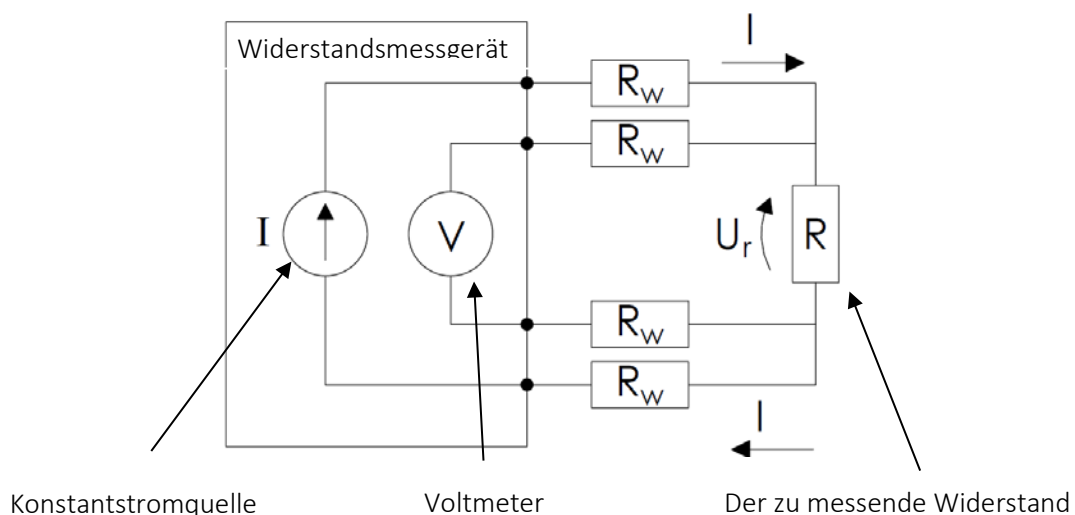 Widerstandsmessgerät
I
R_W
R_W
I
V
U_r
R
R_W
R_W
I
Konstantstromquelle
Voltmeter
Der zu messende Widerstand